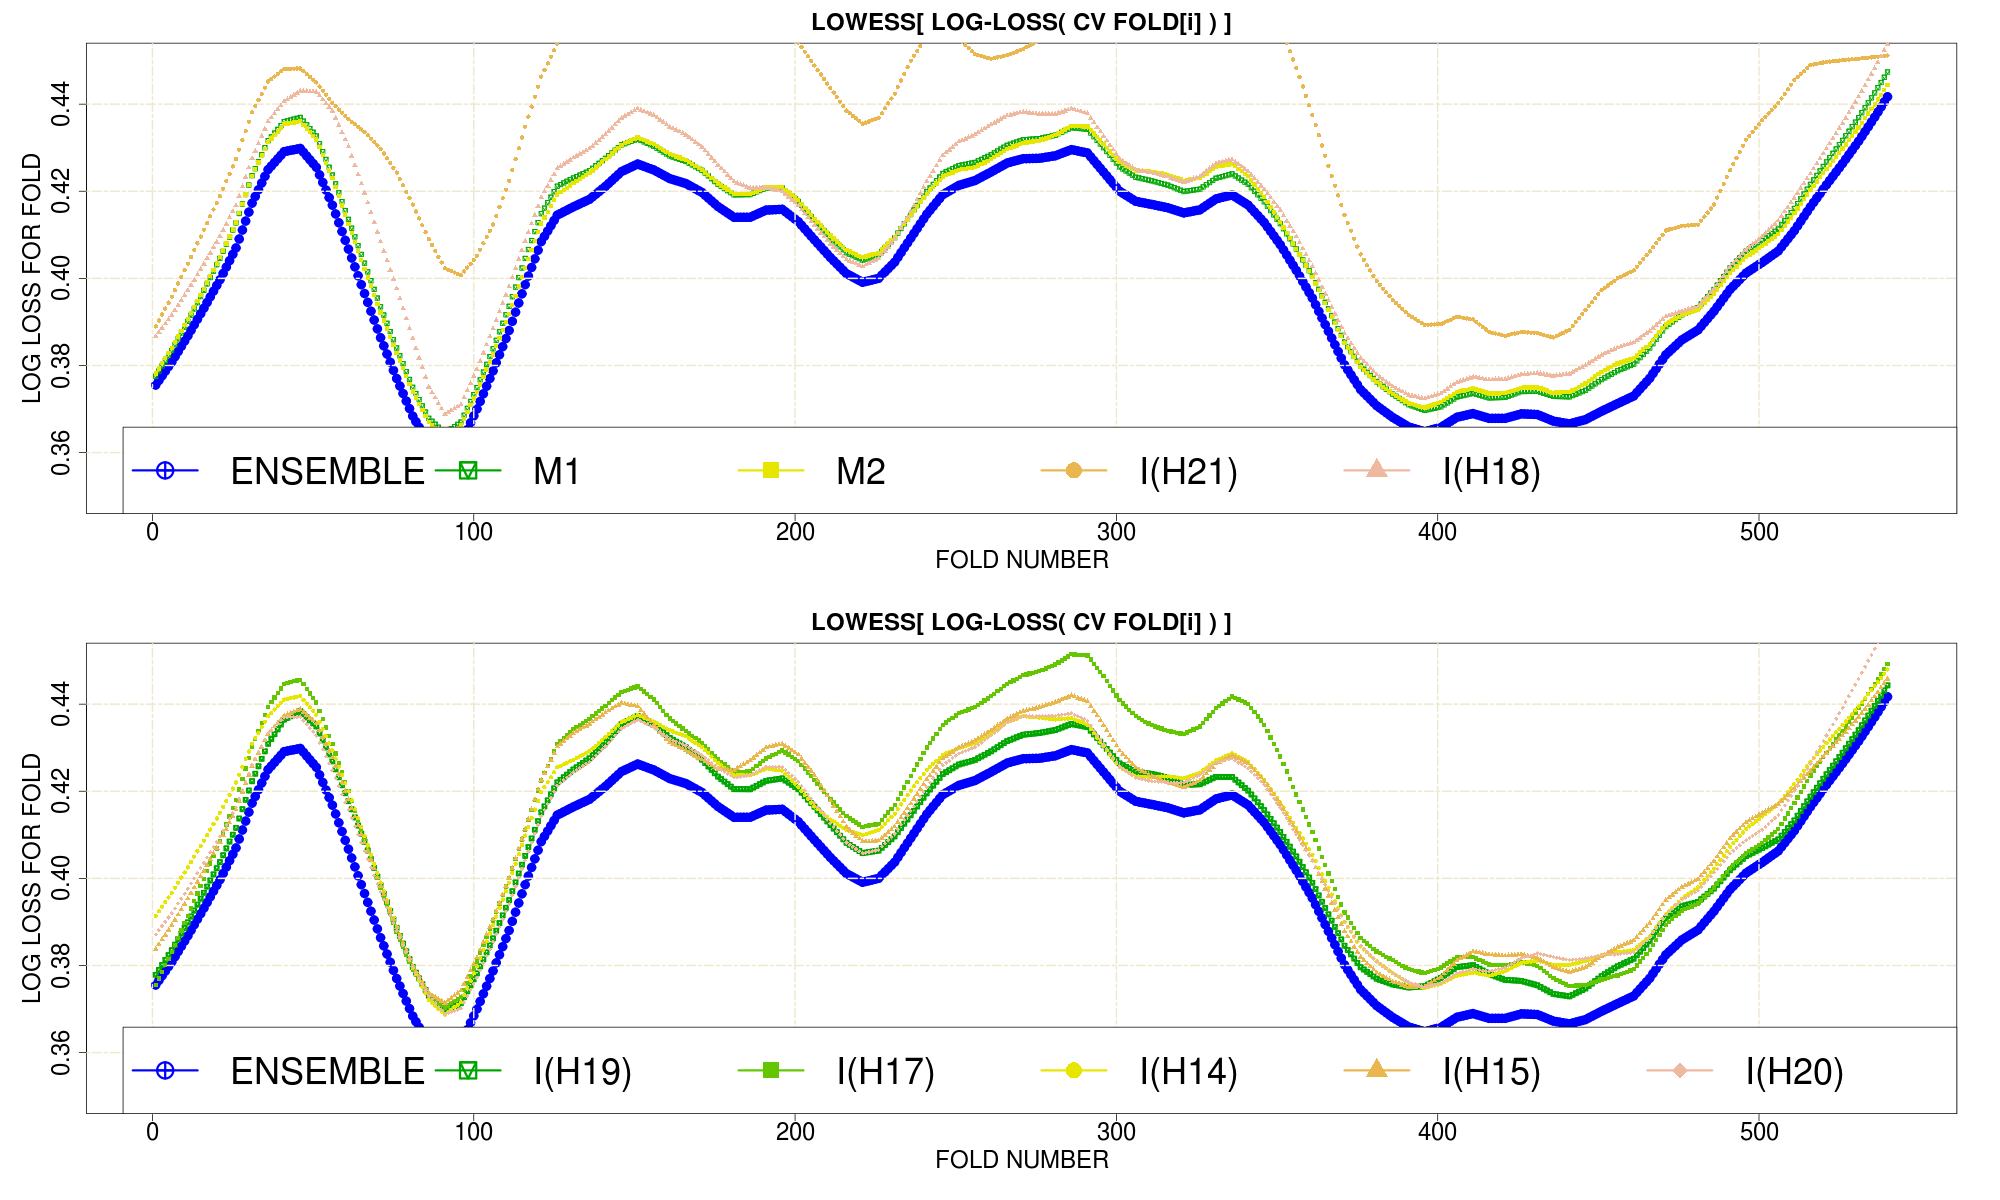 LOWESS[ LOG-LOSS( CV FOLD[i] ) ]
LOG LOSS FOR FOLD
0.44
0.42
0.40
0.38
0.36
ENSEMBLE M1 M2 I(H21) I(H18)
0 100 200 300 400 500
FOLD NUMBER
LOWESS[ LOG-LOSS( CV FOLD[i] ) ]
LOG LOSS FOR FOLD
0.44
0.42
0.40
0.38
0.36
ENSEMBLE I(H19) I(H17) I(H14) I(H15) I(H20)
0 100 200 300 400 500
FOLD NUMBER